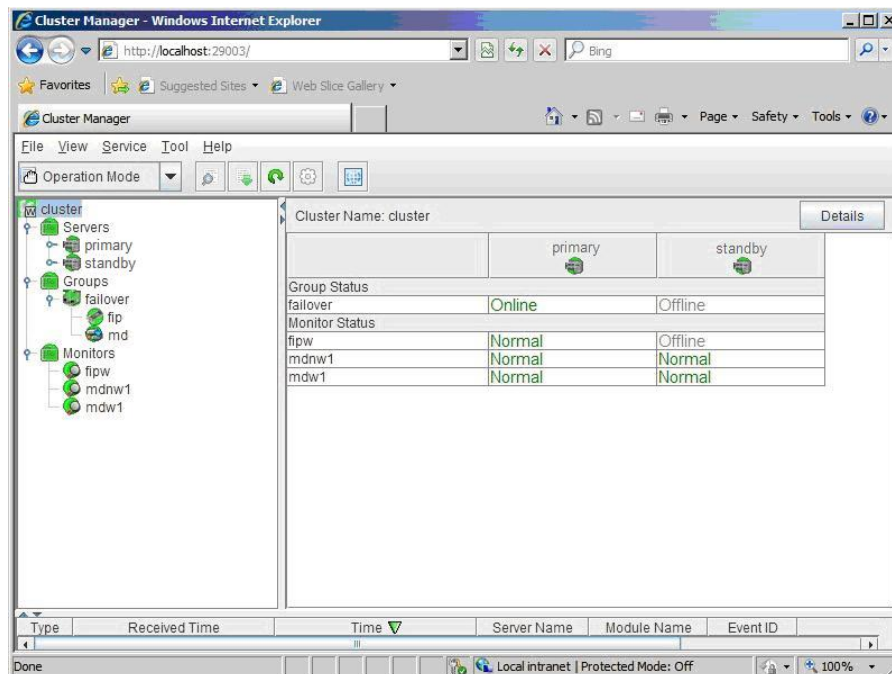 Cluster Manager - Windows Internet Explorer
http://localhost:29003/
Bing
Favorites Suggested Sites Web Slice Gallery
Cluster Manager
Page Safety Tools
File View Service Tool Help
Operation Mode
cluster
Servers
primary
standby
Groups
failover
fip
md
Monitors
fipw
mdnw1
mdw1
Cluster Name: cluster
Details
primary standby
Group Status
failover Online Offline
Monitor Status
fipw Normal Offline
mdnw1 Normal Normal
mdw1 Normal Normal
Type Received Time Time Server Name Module Name Event ID
Done Local intranet | Protected Mode: Off 100%